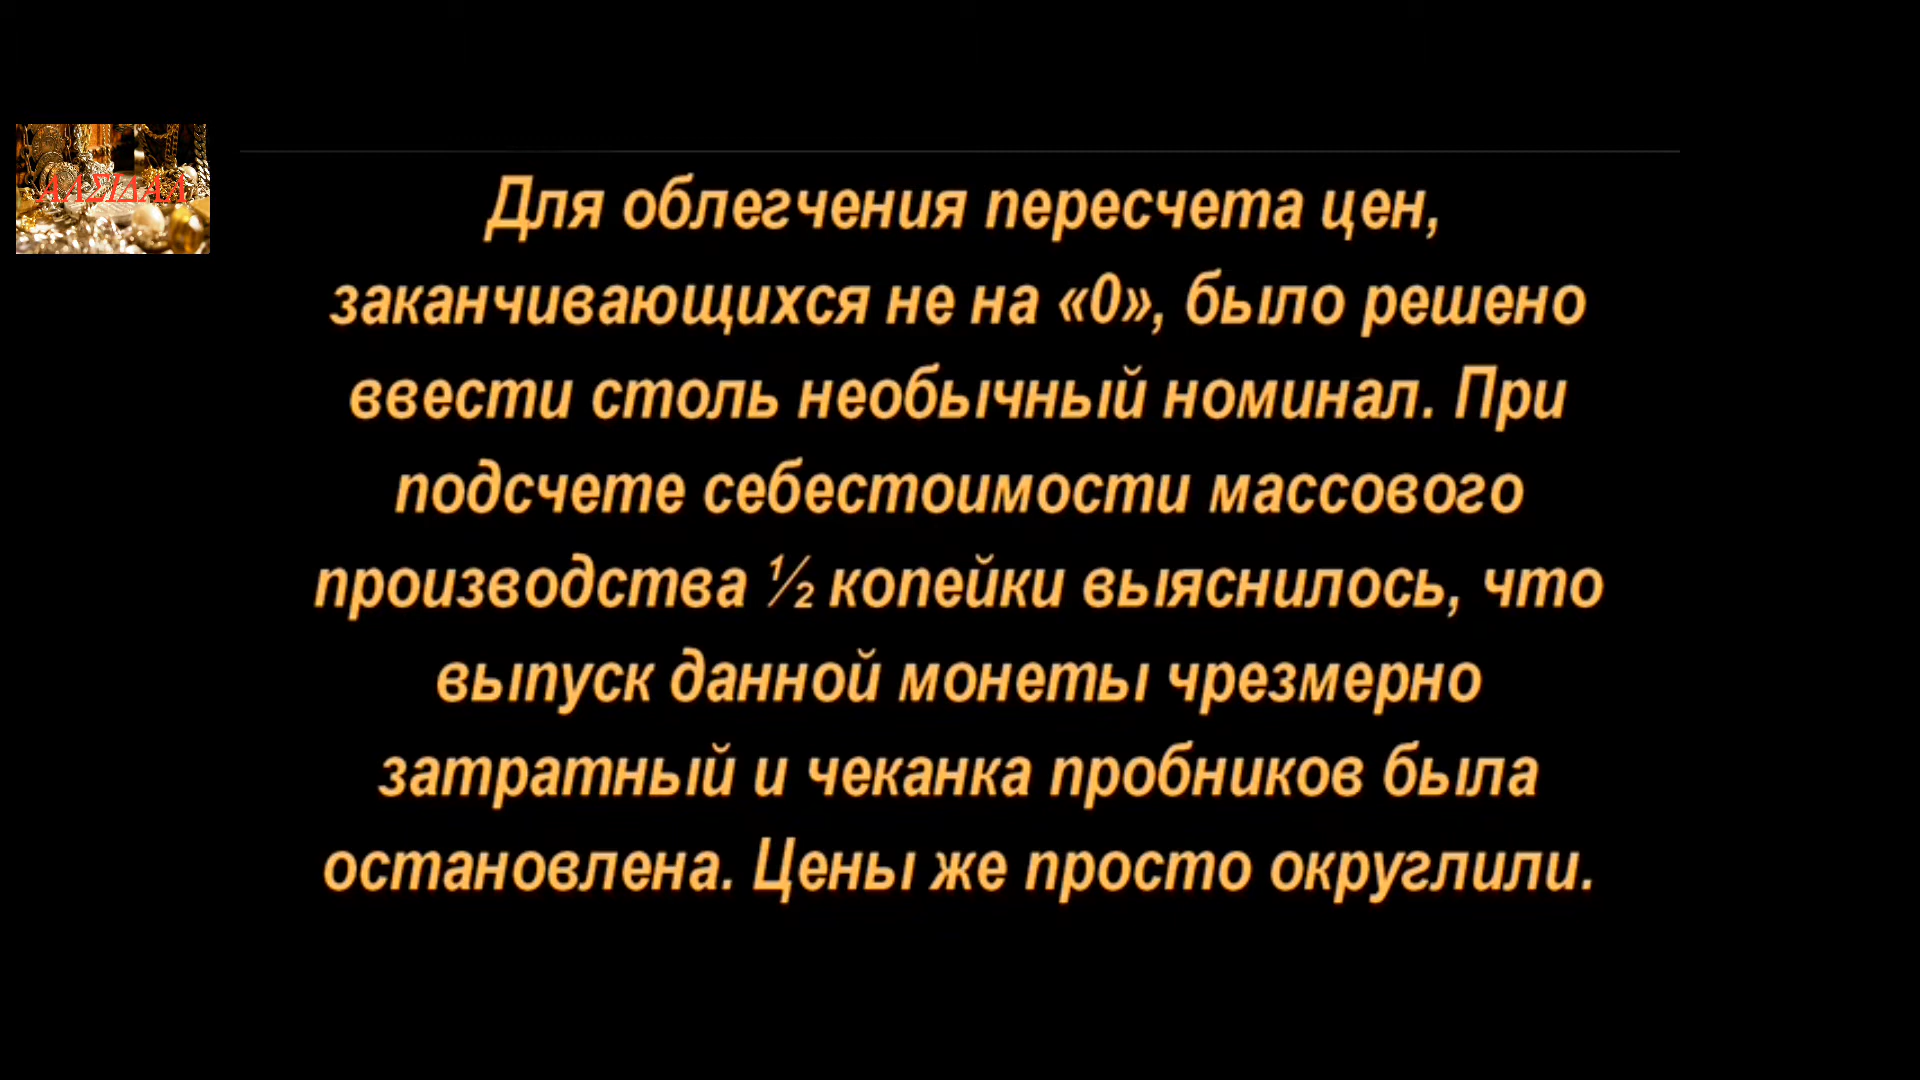 ΑΛΣΙΔΑΛ
Для облегчения пересчета цен,
заканчивающихся не на «0», было решено
ввести столь необычный номинал. При
подсчете себестоимости массового
производства ½ копейки выяснилось, что
выпуск данной монеты чрезмерно
затратный и чеканка пробников была
остановлена. Цены же просто округлили.